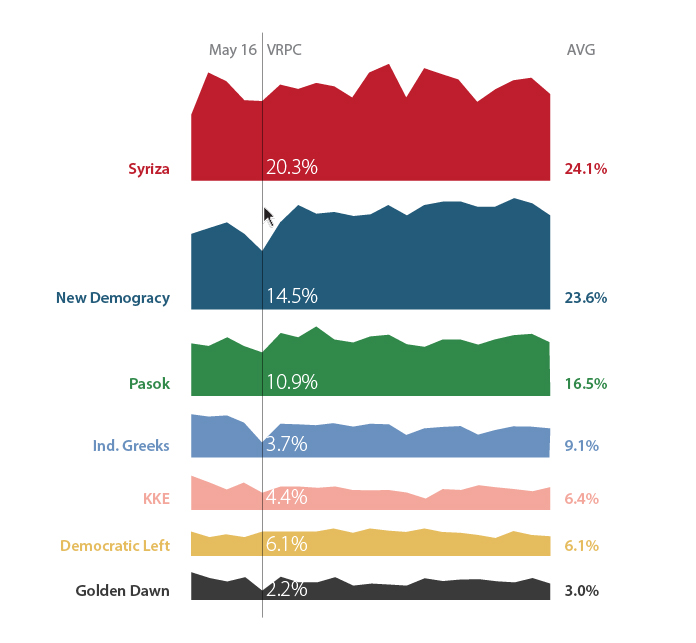 May 16 VRPC AVG
Syriza 20.3% 24.1%
New Demogracy 14.5% 23.6%
Pasok 10.9% 16.5%
Ind. Greeks 3.7% 9.1%
KKE 4.4% 6.4%
Democratic Left 6.1% 6.1%
Golden Dawn 2.2% 3.0%